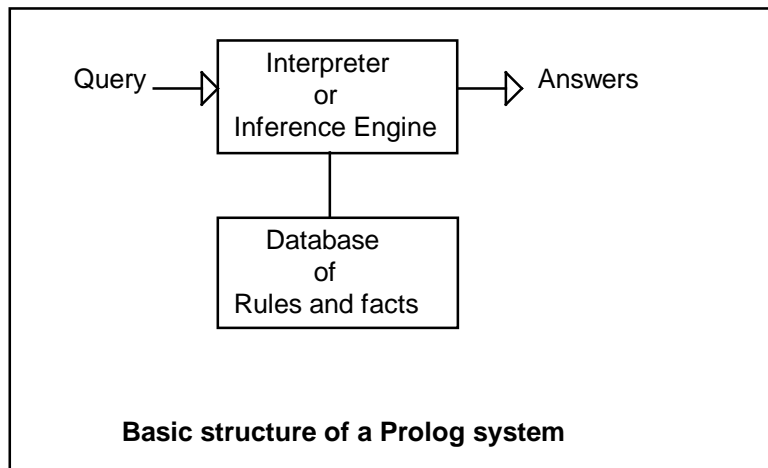 Query
Interpreter
or
Inference Engine
Answers
Database
of
Rules and facts
Basic structure of a Prolog system